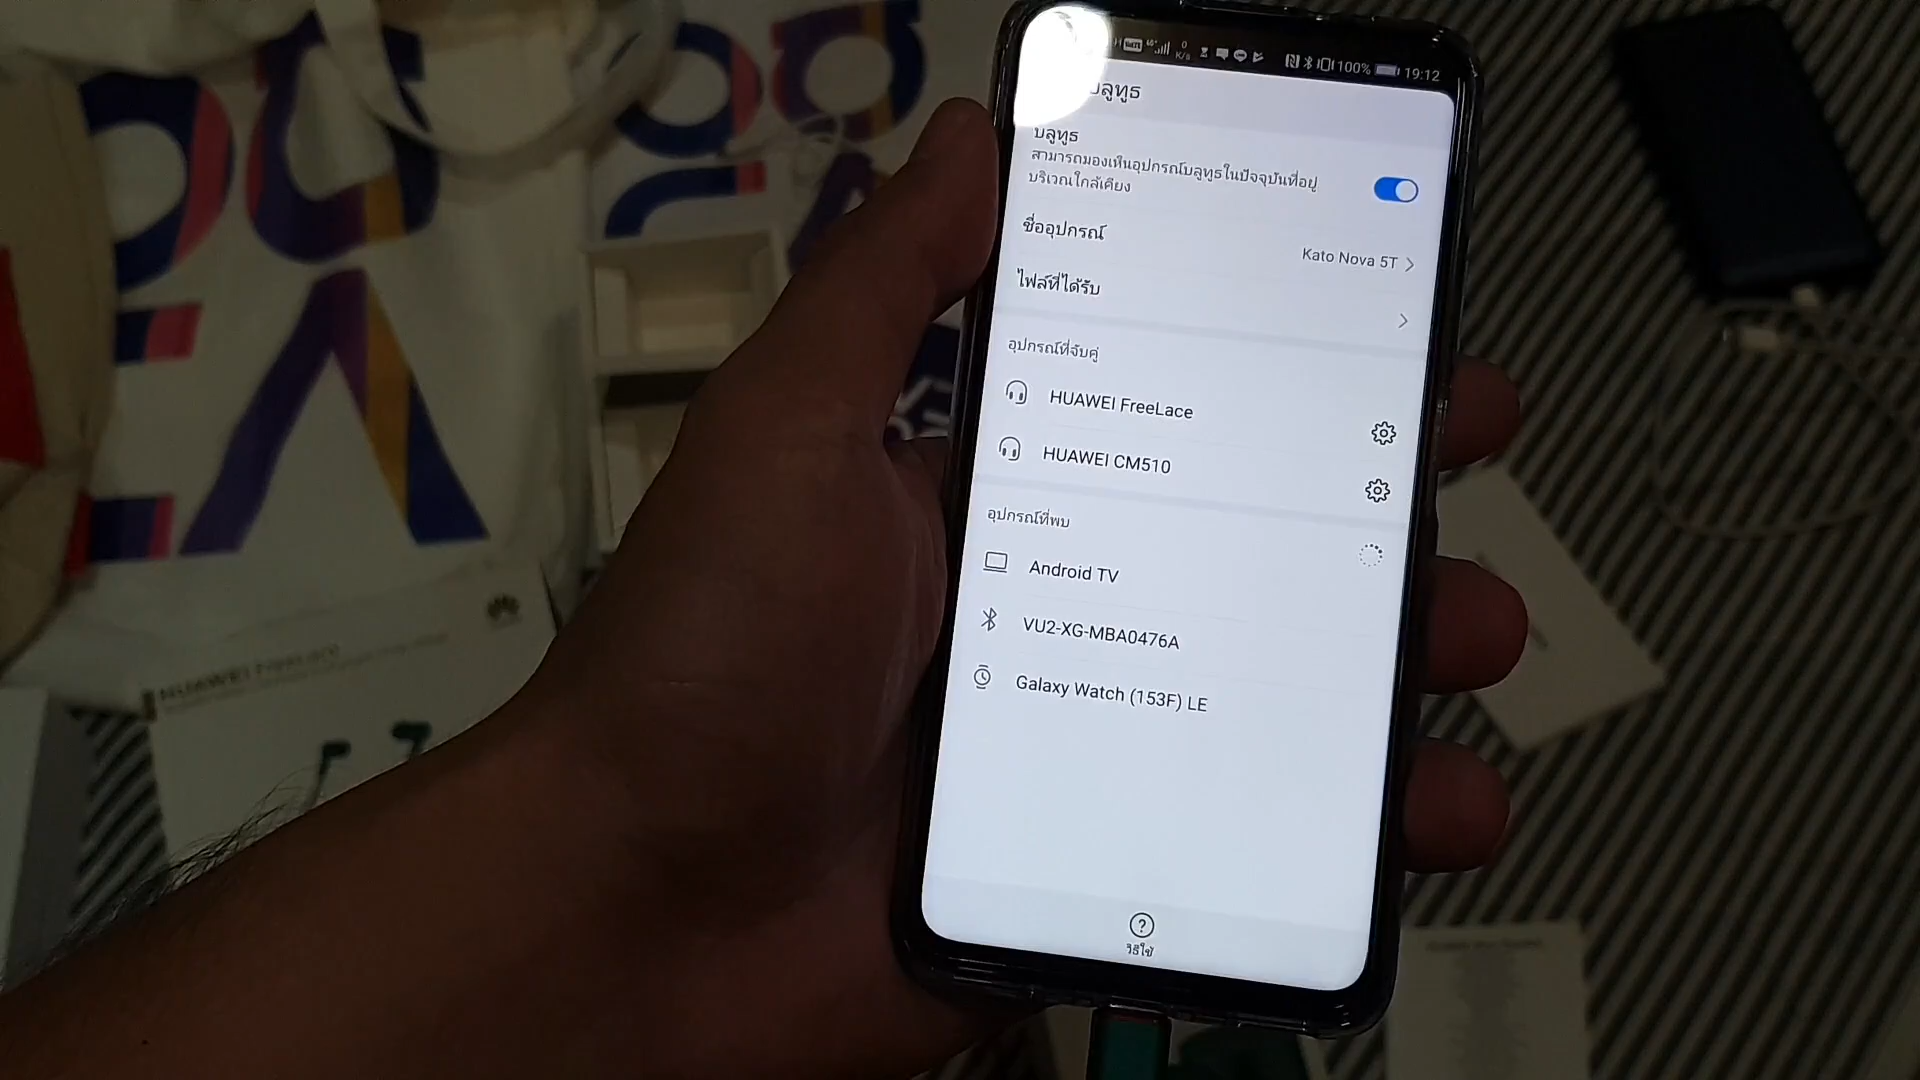 100% 19:12
บลูทูธ
บลูทูธ
สามารถมองเห็นอุปกรณ์บลูทูธในปัจจุบันที่อยู่
บริเวณใกล้เคียง
ชื่ออุปกรณ์
Kato Nova 5T
ไฟล์ที่ได้รับ
อุปกรณ์ที่จับคู่
HUAWEI FreeLace
HUAWEI CM510
อุปกรณ์ที่พบ
Android TV
VU2-XG-MBA0476A
Galaxy Watch (153F) LE
วิธีใช้
HUAWEI FreeLace